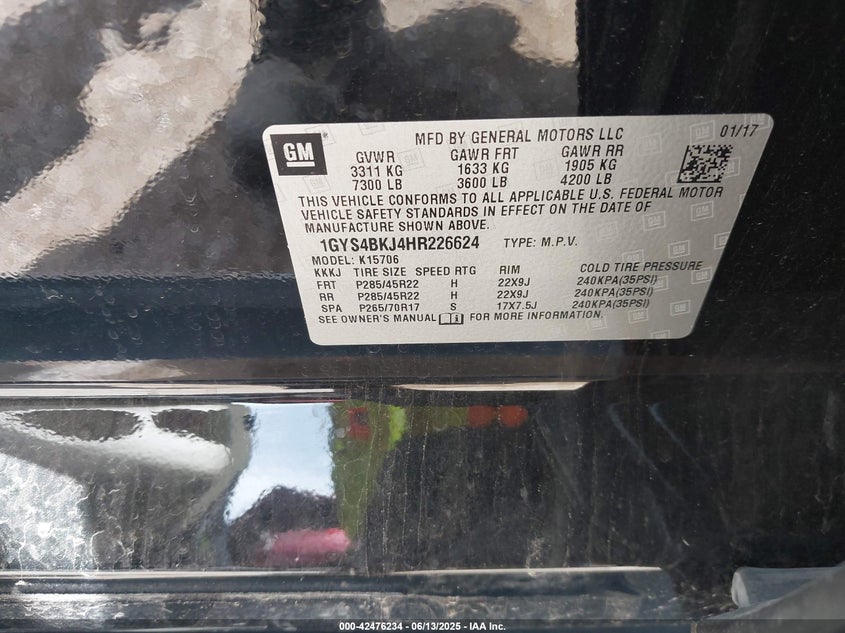 GM
MFD BY GENERAL MOTORS LLC
01/17
GVWR GAWR FRT GAWR RR
3311 KG 1633 KG 1905 KG
7300 LB 3600 LB 4200 LB
THIS VEHICLE CONFORMS TO ALL APPLICABLE U.S. FEDERAL MOTOR
VEHICLE SAFETY STANDARDS IN EFFECT ON THE DATE OF
MANUFACTURE SHOWN ABOVE.
1GYS4BKJ4HR226624 TYPE: M.P.V.
MODEL: K15706
KKKJ TIRE SIZE SPEED RTG RIM COLD TIRE PRESSURE
FRT P285/45R22 H 22X9J 240KPA(35PSI)
RR P285/45R22 H 22X9J 240KPA(35PSI)
SPA P265/70R17 S 17X7.5J 240KPA(35PSI)
SEE OWNER'S MANUAL FOR MORE INFORMATION.
000-42476234 - 06/13/2025 - IAA Inc.